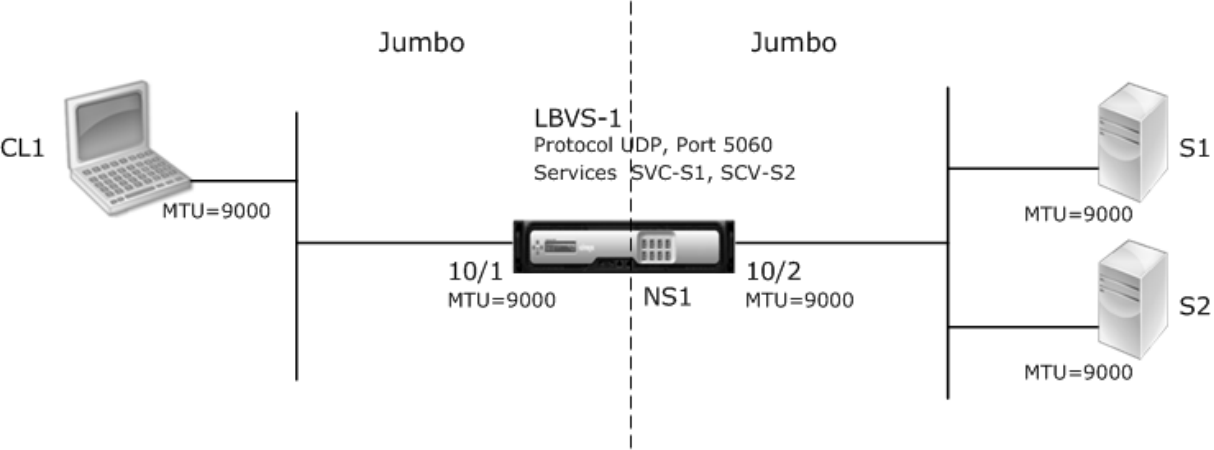 Jumbo
Jumbo
LBVS-1
Protocol UDP, Port 5060
Services SVC-S1, SCV-S2
CL1
MTU=9000
S1
MTU=9000
10/1
MTU=9000
NS1
10/2
MTU=9000
S2
MTU=9000